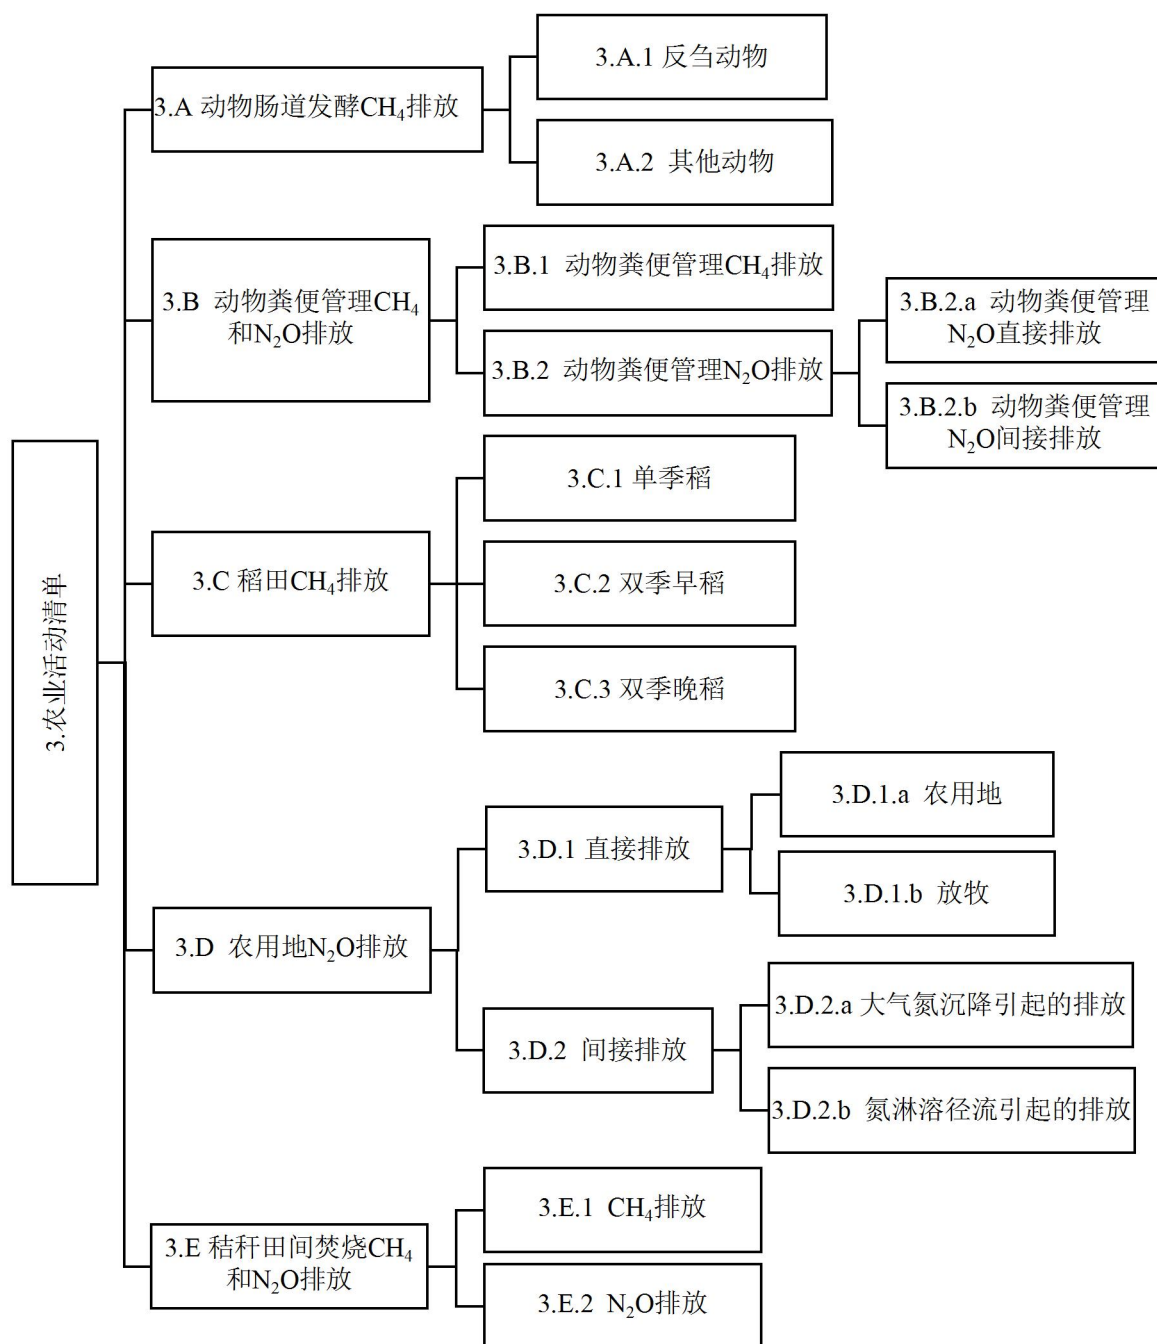 3.农业活动清单
3.A 动物肠道发酵CH₄排放
3.A.1 反刍动物
3.A.2 其他动物
3.B 动物粪便管理CH₄
和N₂O排放
3.B.1 动物粪便管理CH₄排放
3.B.2 动物粪便管理N₂O排放
3.B.2.a 动物粪便管理
N₂O直接排放
3.B.2.b 动物粪便管理
N₂O间接排放
3.C 稻田CH₄排放
3.C.1 单季稻
3.C.2 双季早稻
3.C.3 双季晚稻
3.D 农用地N₂O排放
3.D.1 直接排放
3.D.1.a 农用地
3.D.1.b 放牧
3.D.2 间接排放
3.D.2.a 大气氮沉降引起的排放
3.D.2.b 氮淋溶径流引起的排放
3.E 秸秆田间焚烧CH₄
和N₂O排放
3.E.1 CH₄排放
3.E.2 N₂O排放